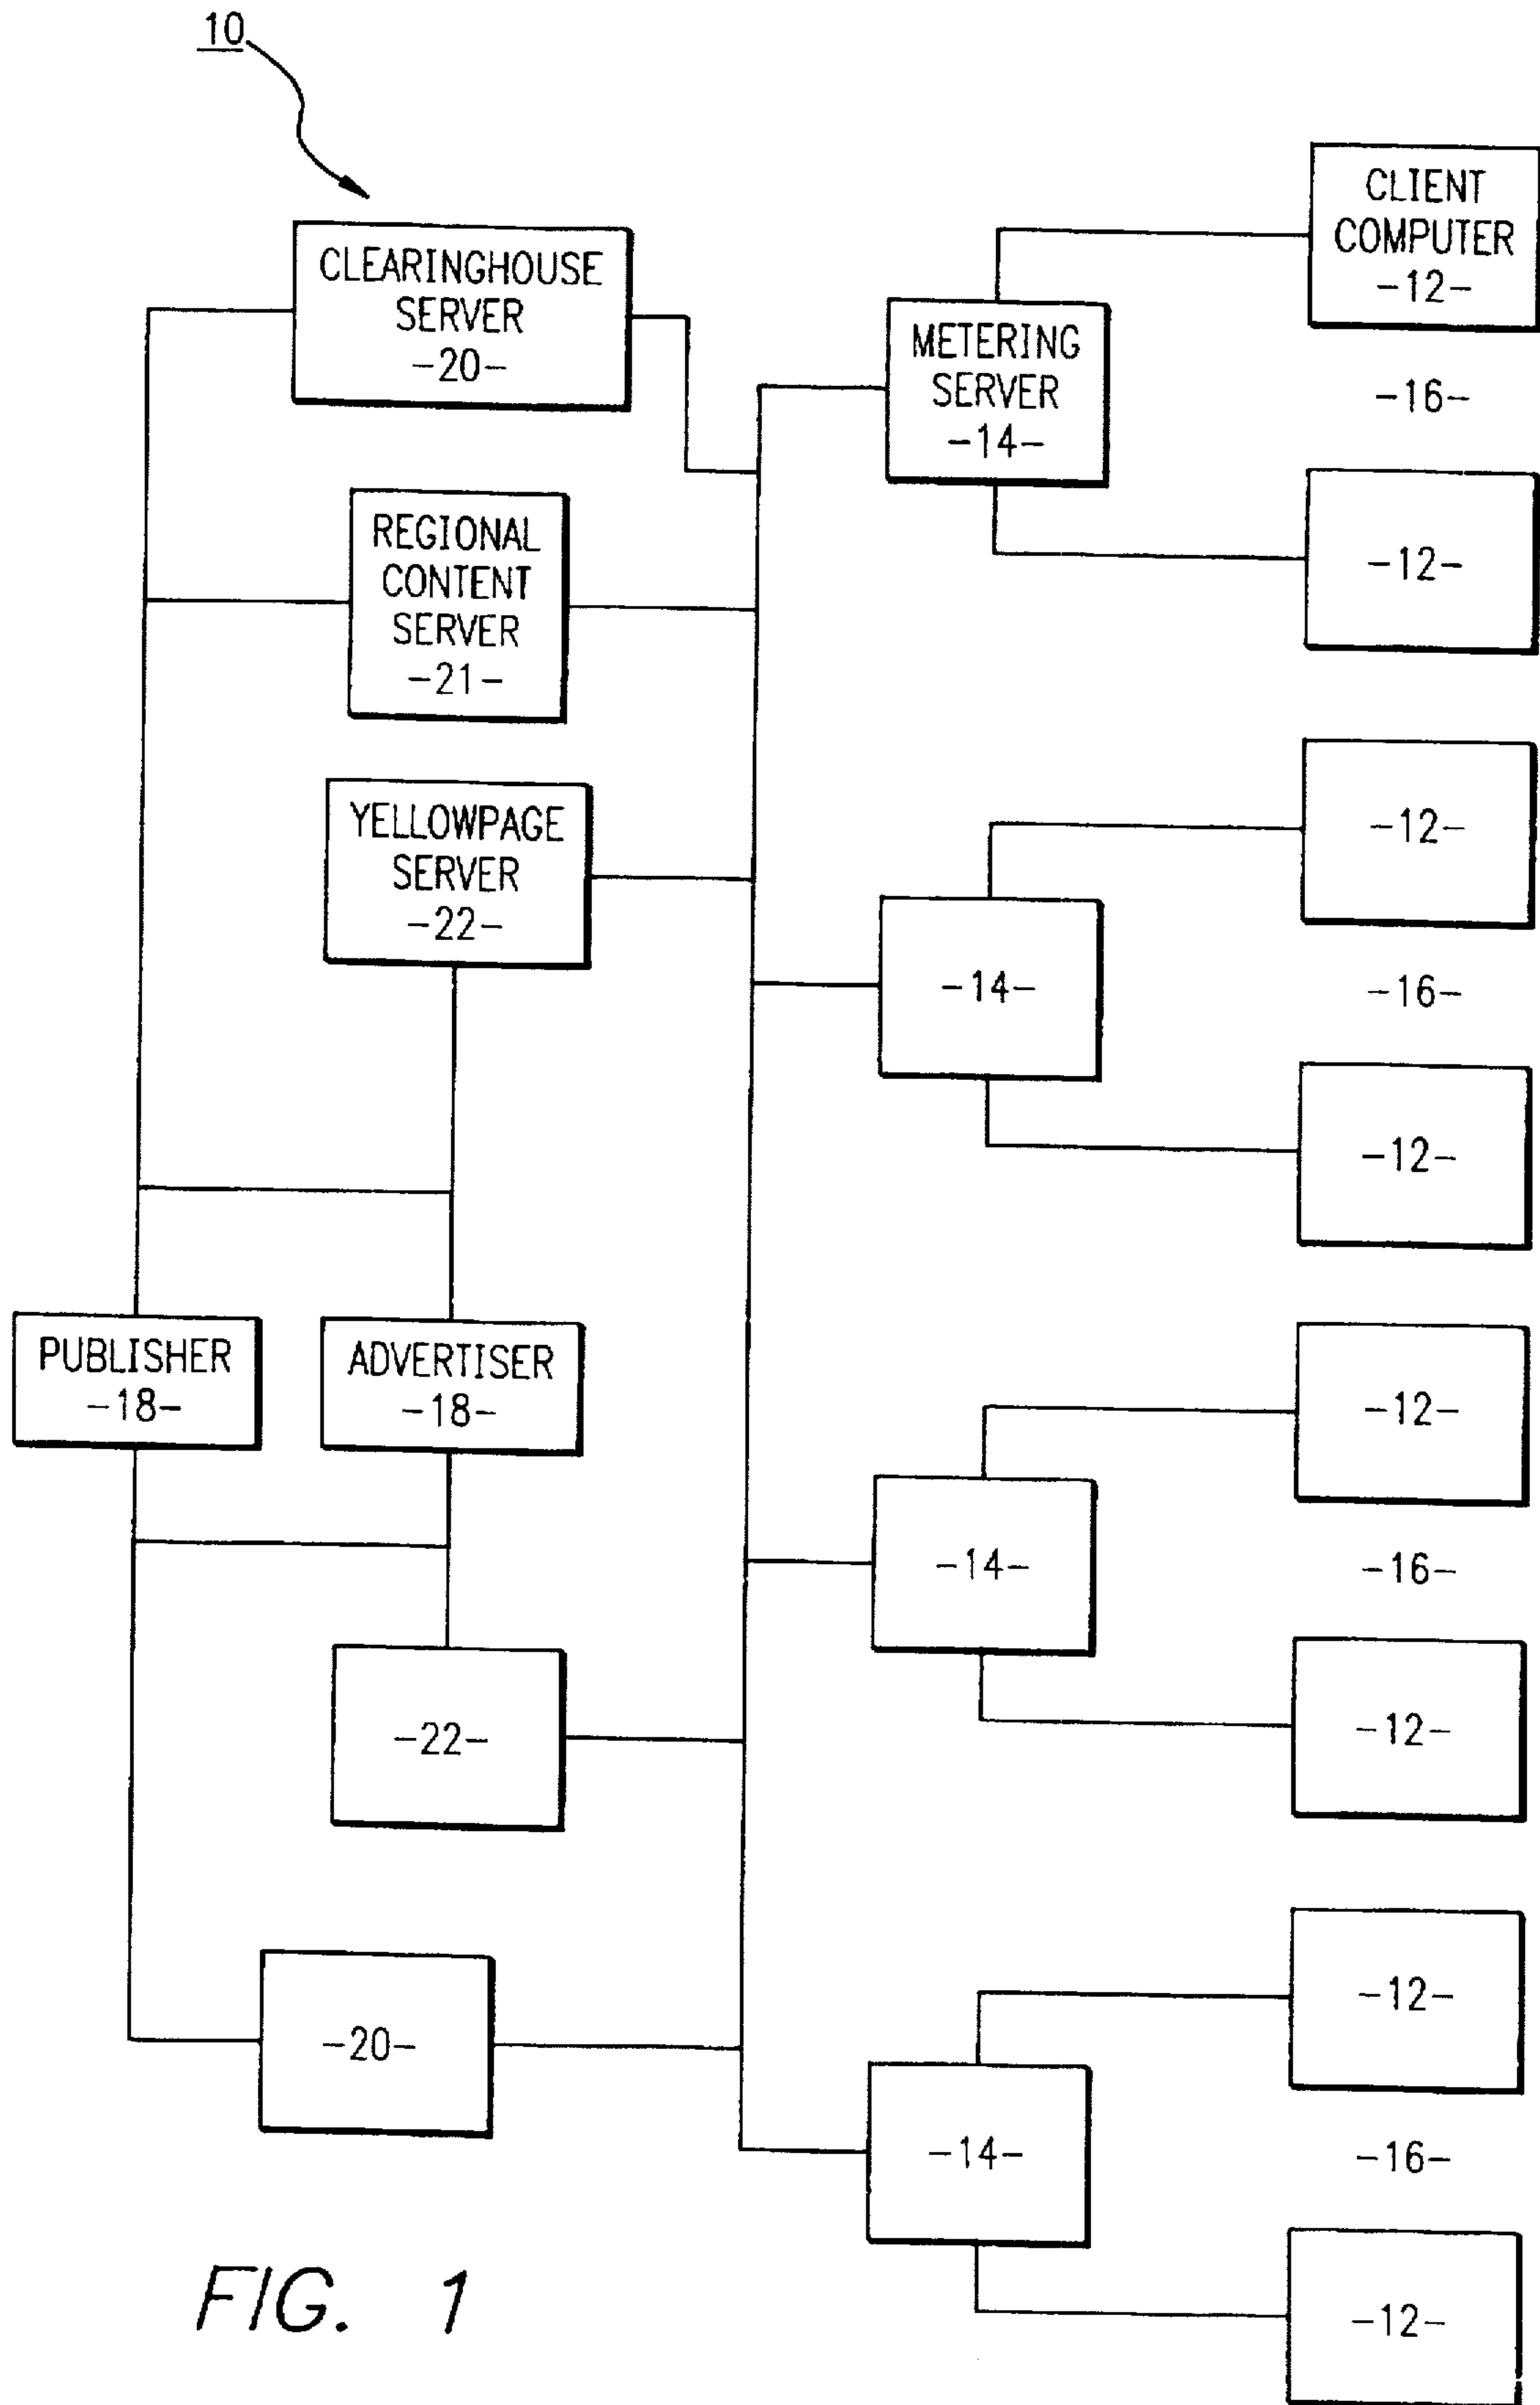 10
CLEARINGHOUSE
SERVER
-20-
REGIONAL
CONTENT
SERVER
-21-
YELLOWPAGE
SERVER
-22-
PUBLISHER
-18-
ADVERTISER
-18-
-22-
-20-
METERING
SERVER
-14-
-14-
-14-
-14-
CLIENT
COMPUTER
-12-
-16-
-12-
-12-
-16-
-12-
-12-
-16-
-12-
-12-
-16-
-12-
FIG. 1